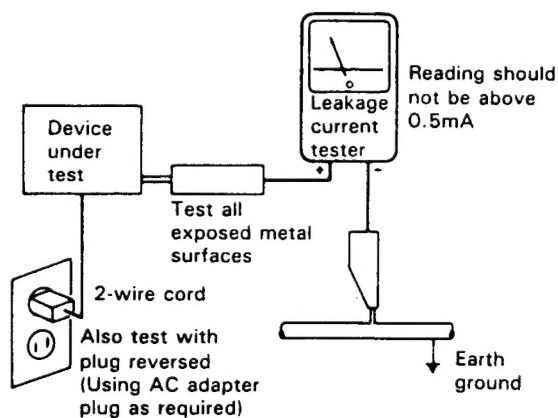 Device
under
test
Leakage
current
tester
+
-
Reading should
not be above
0.5mA
Test all
exposed metal
surfaces
2-wire cord
Also test with
plug reversed
(Using AC adapter
plug as required)
Earth
ground